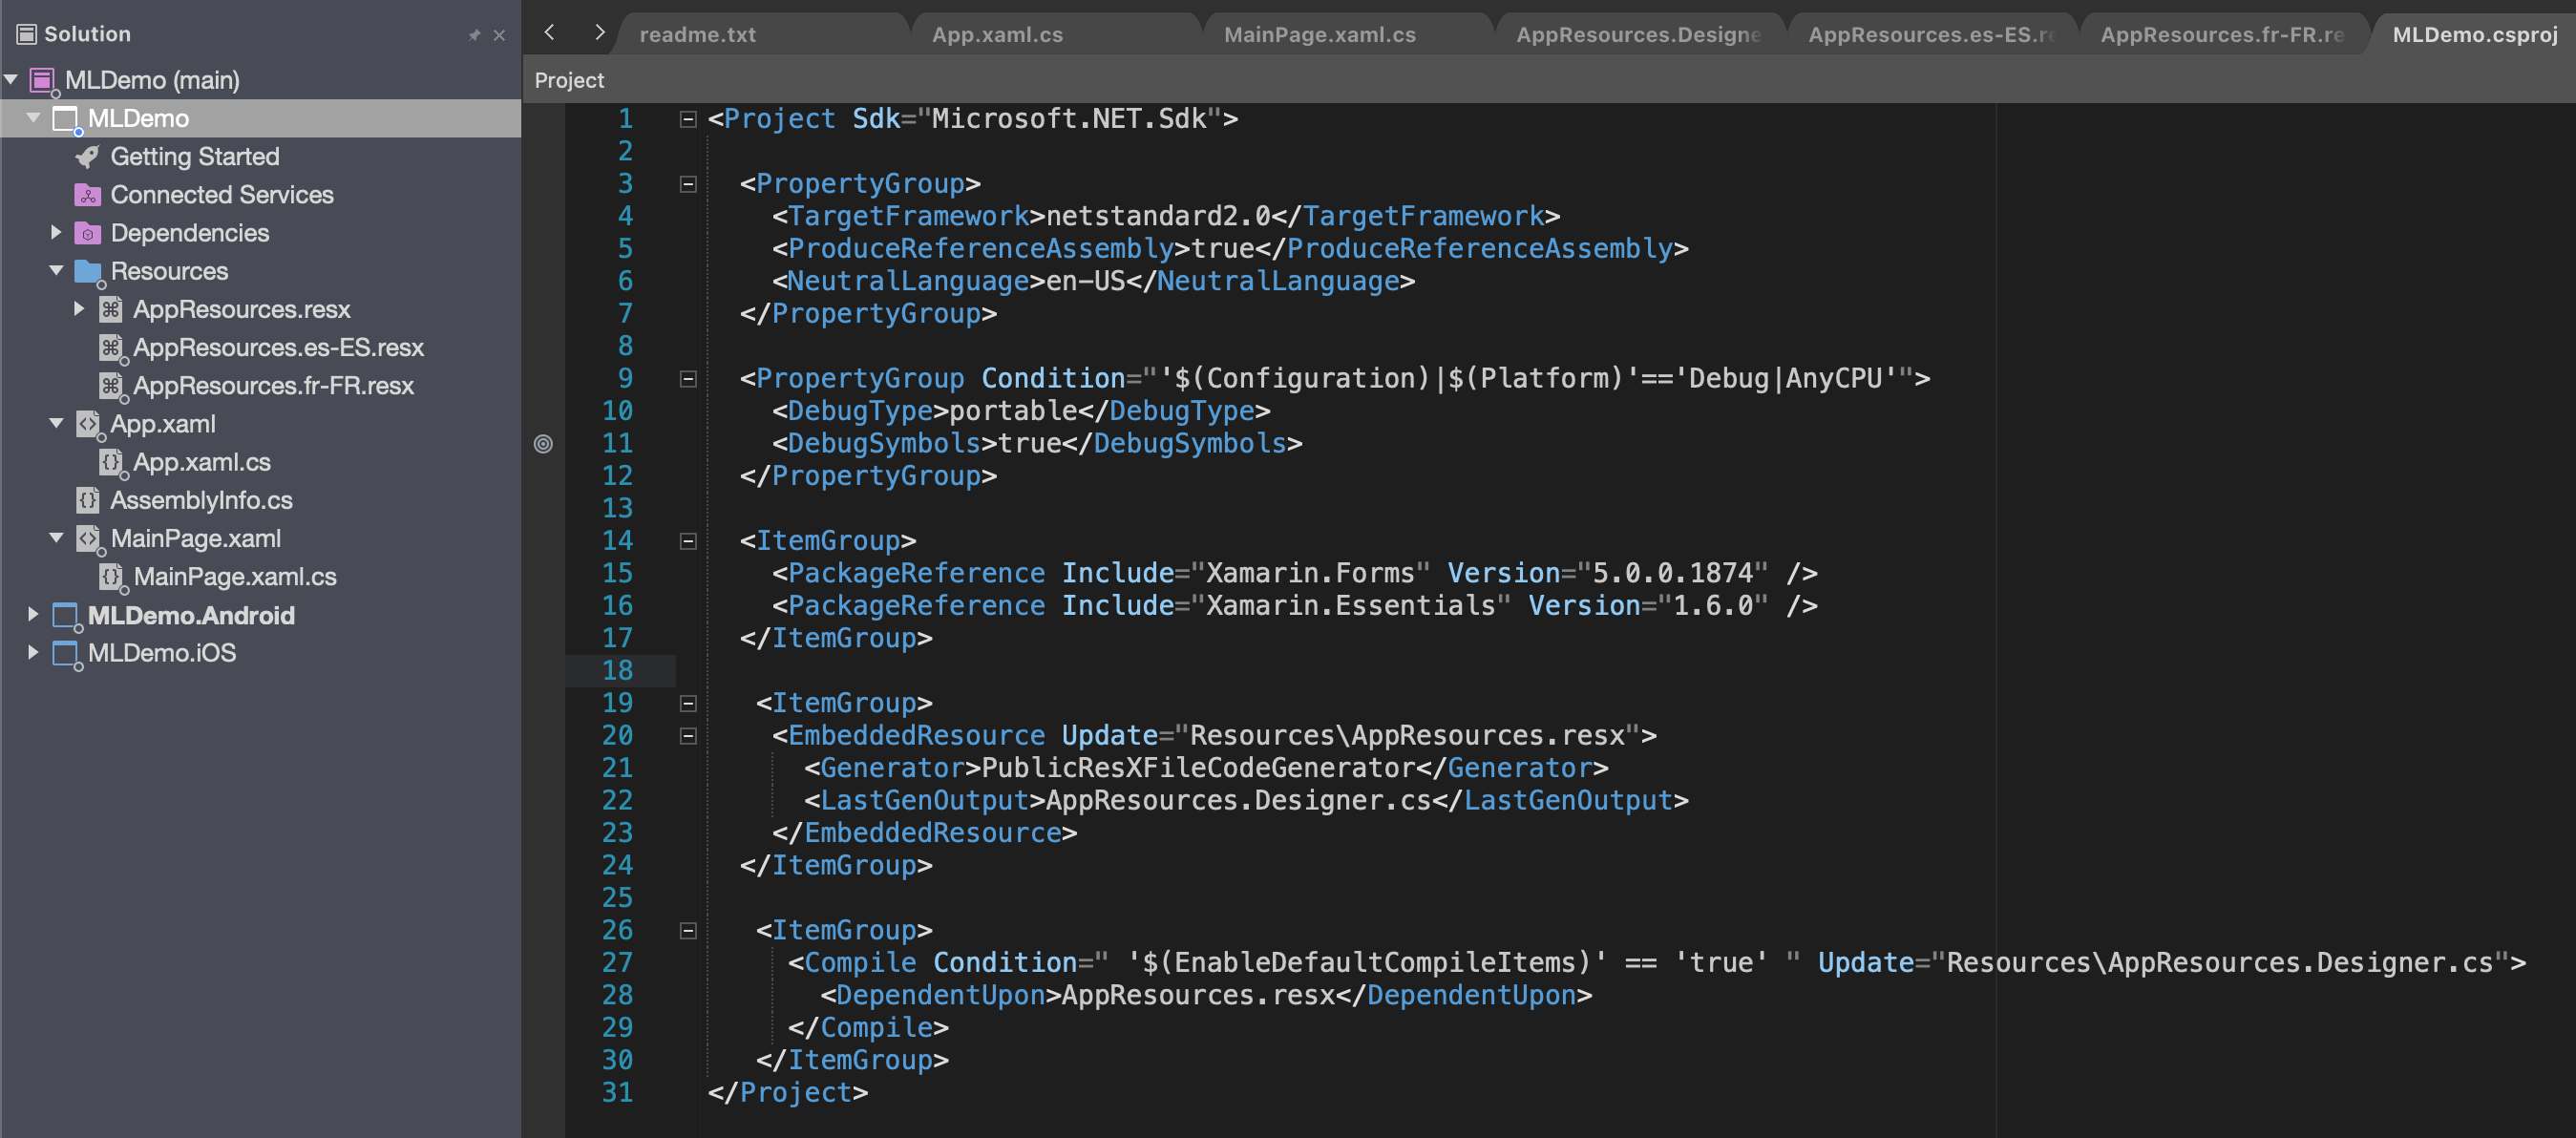 Solution
MLDemo (main)
MLDemo
Getting Started
Connected Services
Dependencies
Resources
AppResources.resx
AppResources.es-ES.resx
AppResources.fr-FR.resx
App.xaml
App.xaml.cs
AssemblyInfo.cs
MainPage.xaml
MainPage.xaml.cs
MLDemo.Android
MLDemo.iOS
readme.txt App.xaml.cs MainPage.xaml.cs AppResources.Designe AppResources.es-ES.re AppResources.fr-FR.re MLDemo.csproj
Project
1 <Project Sdk="Microsoft.NET.Sdk">
2
3 <PropertyGroup>
4 <TargetFramework>netstandard2.0</TargetFramework>
5 <ProduceReferenceAssembly>true</ProduceReferenceAssembly>
6 <NeutralLanguage>en-US</NeutralLanguage>
7 </PropertyGroup>
8
9 <PropertyGroup Condition="'$(Configuration)|$(Platform)'=='Debug|AnyCPU'">
10 <DebugType>portable</DebugType>
11 <DebugSymbols>true</DebugSymbols>
12 </PropertyGroup>
13
14 <ItemGroup>
15 <PackageReference Include="Xamarin.Forms" Version="5.0.0.1874" />
16 <PackageReference Include="Xamarin.Essentials" Version="1.6.0" />
17 </ItemGroup>
18
19 <ItemGroup>
20 <EmbeddedResource Update="Resources\AppResources.resx">
21 <Generator>PublicResXFileCodeGenerator</Generator>
22 <LastGenOutput>AppResources.Designer.cs</LastGenOutput>
23 </EmbeddedResource>
24 </ItemGroup>
25
26 <ItemGroup>
27 <Compile Condition=" '$(EnableDefaultCompileItems)' == 'true' " Update="Resources\AppResources.Designer.cs">
28 <DependentUpon>AppResources.resx</DependentUpon>
29 </Compile>
30 </ItemGroup>
31 </Project>